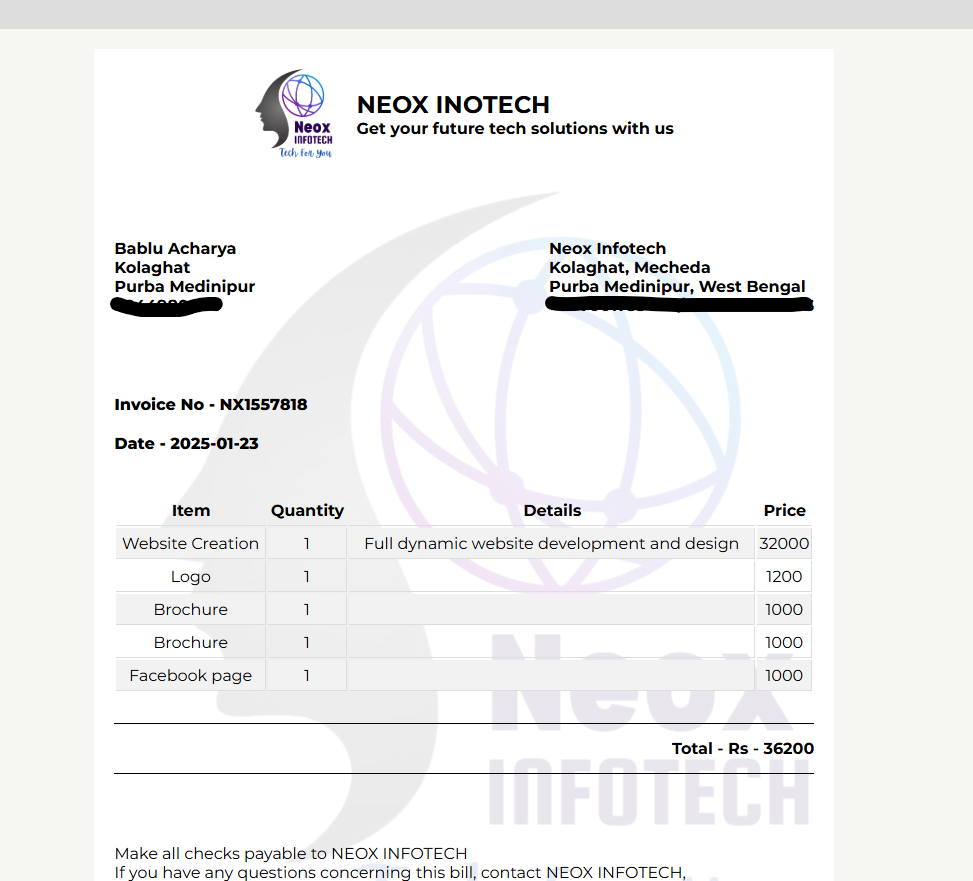 Neox
INFOTECH
Tech For You
NEOX INOTECH
Get your future tech solutions with us
Bablu Acharya
Kolaghat
Purba Medinipur
Neox Infotech
Kolaghat, Mecheda
Purba Medinipur, West Bengal
Invoice No - NX1557818
Date - 2025-01-23
Item Quantity Details Price
Website Creation 1 Full dynamic website development and design 32000
Logo 1 1200
Brochure 1 1000
Brochure 1 1000
Facebook page 1 1000
Total - Rs - 36200
Neox
INFOTECH
Make all checks payable to NEOX INFOTECH
If you have any questions concerning this bill, contact NEOX INFOTECH,